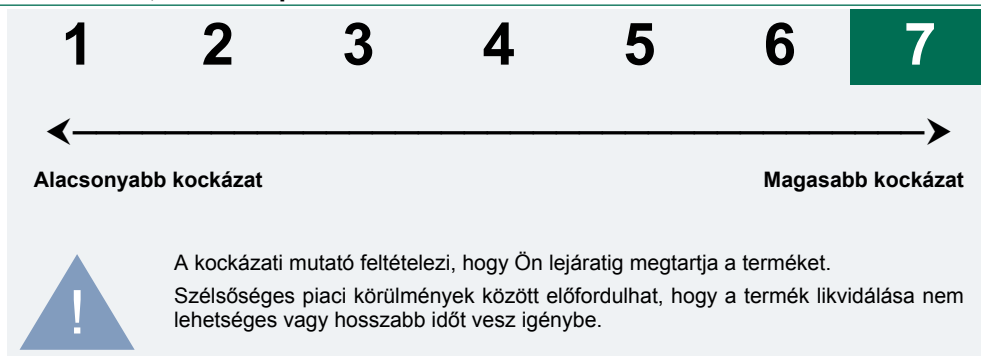 1 2 3 4 5 6 7
Alacsonyabb kockázat Magasabb kockázat
A kockázati mutató feltételezi, hogy Ön lejáratig megtartja a terméket.
! Szélsőséges piaci körülmények között előfordulhat, hogy a termék likvidálása nem
lehetséges vagy hosszabb időt vesz igénybe.